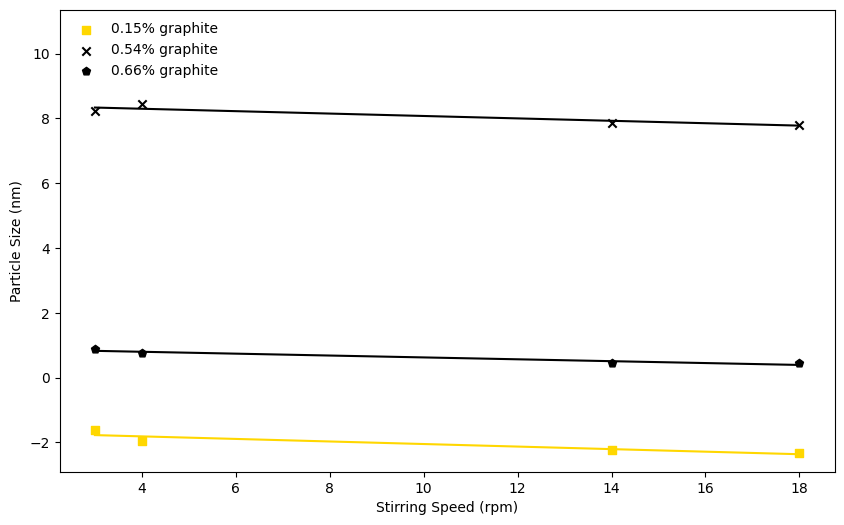 0.15% graphite
0.54% graphite
0.66% graphite
10
8
6
4
2
0
−2
Particle Size (nm)
4 6 8 10 12 14 16 18
Stirring Speed (rpm)